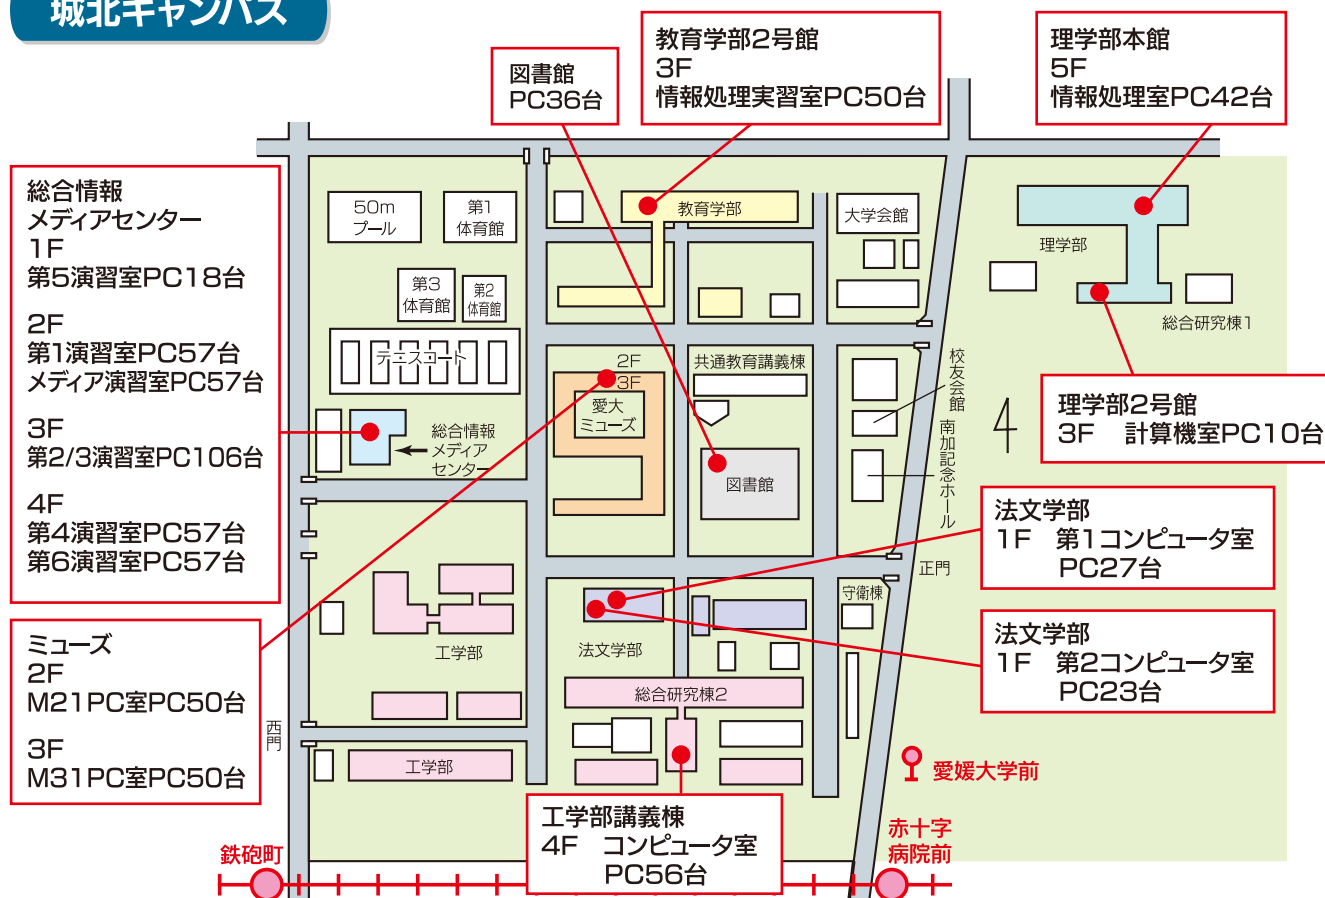 城北キャンパス
図書館
PC36台
教育学部2号館
3F
情報処理実習室PC50台
理学部本館
5F
情報処理室PC42台
総合情報
メディアセンター
1F
第5演習室PC18台
2F
第1演習室PC57台
メディア演習室PC57台
3F
第2/3演習室PC106台
4F
第4演習室PC57台
第6演習室PC57台
ミューズ
2F
M21PC室PC50台
3F
M31PC室PC50台
50m
プール
第1
体育館
第3
体育館
第2
体育館
テニスコート
総合情報
メディア
センター
教育学部
大学会館
理学部
総合研究棟1
理学部2号館
3F 計算機室PC10台
2F
3F
愛大
ミューズ
共通教育講義棟
図書館
校友会館
南加記念ホール
法文学部
1F 第1コンピュータ室
PC27台
正門
守衛棟
法文学部
1F 第2コンピュータ室
PC23台
工学部
法文学部
総合研究棟2
西門
工学部
工学部講義棟
4F コンピュータ室
PC56台
愛媛大学前
赤十字
病院前
鉄砲町